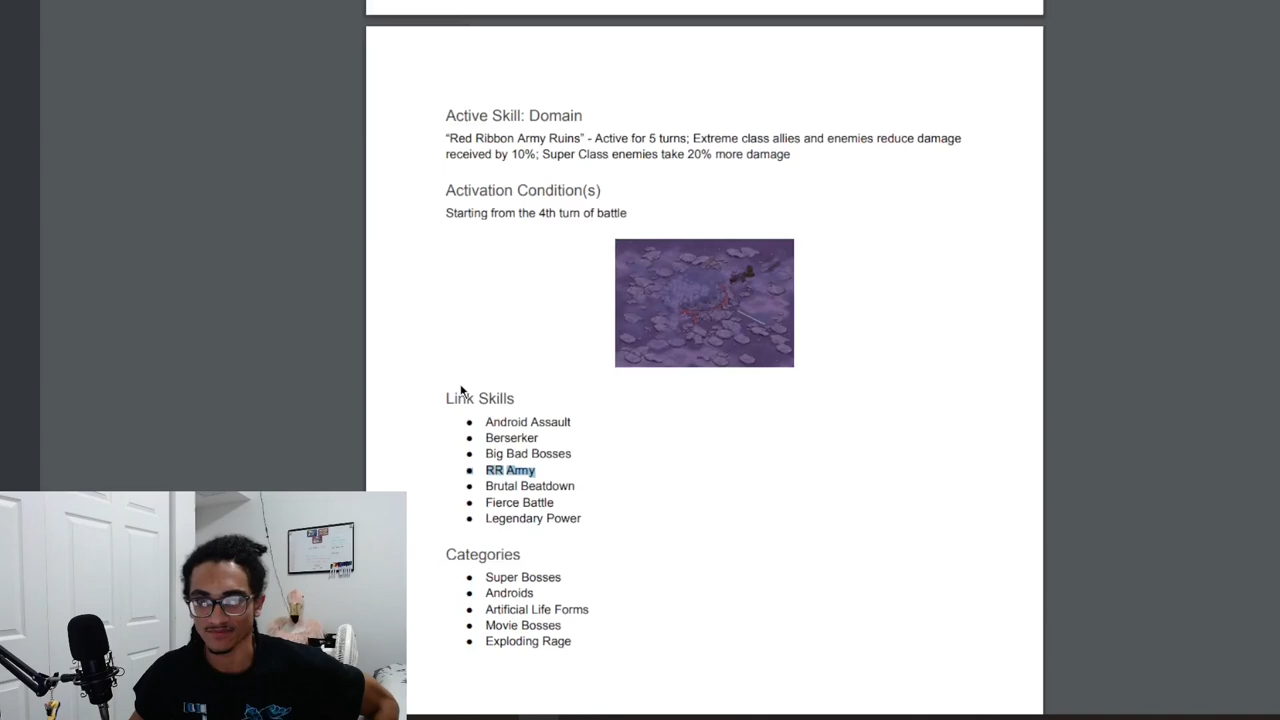 Active Skill: Domain
“Red Ribbon Army Ruins” - Active for 5 turns; Extreme class allies and enemies reduce damage
received by 10%; Super Class enemies take 20% more damage
Activation Condition(s)
Starting from the 4th turn of battle
Link Skills
● Android Assault
● Berserker
● Big Bad Bosses
● RR Army
● Brutal Beatdown
● Fierce Battle
● Legendary Power
Categories
● Super Bosses
● Androids
● Artificial Life Forms
● Movie Bosses
● Exploding Rage